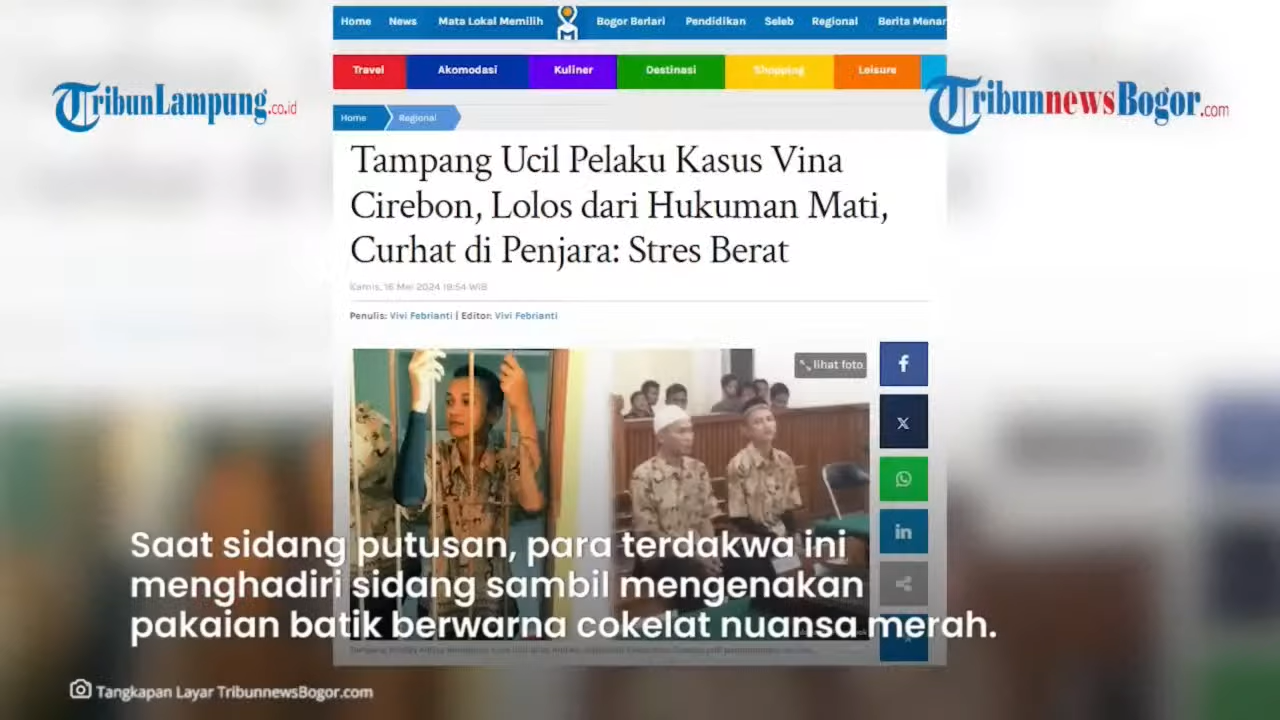 Home News Mata Lokal Memilih Bogor Berlari Pendidikan Seleb Regional Berita Menar
Travel Akomodasi Kuliner Destinasi Shopping Leisure
TribunLampung.co.id
TribunnewsBogor.com
Home Regional
Tampang Ucil Pelaku Kasus Vina
Cirebon, Lolos dari Hukuman Mati,
Curhat di Penjara: Stres Berat
Kamis, 16 Mei 2024 19:54 WIB
Penulis: Vivi Febrianti | Editor: Vivi Febrianti
lihat foto
Saat sidang putusan, para terdakwa ini
menghadiri sidang sambil mengenakan
pakaian batik berwarna cokelat nuansa merah.
Tangkapan Layar TribunnewsBogor.com